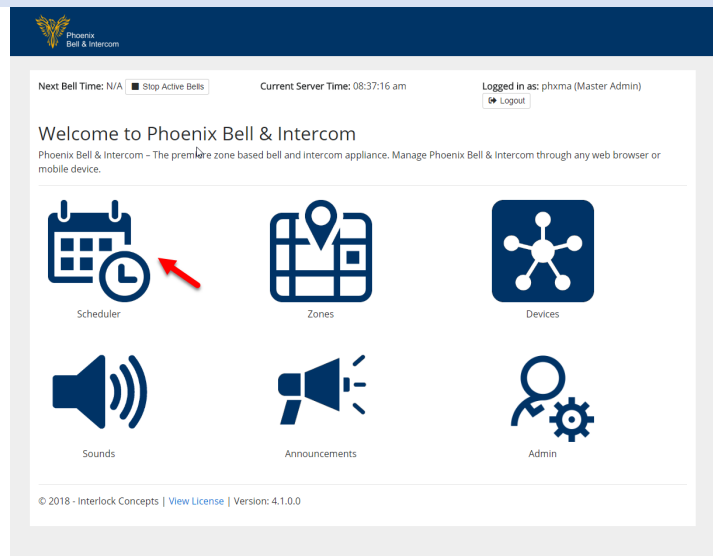 Phoenix
Bell & Intercom
Next Bell Time: N/A Stop Active Bells Current Server Time: 08:37:16 am Logged in as: phxma (Master Admin)
Logout
Welcome to Phoenix Bell & Intercom
Phoenix Bell & Intercom – The premiere zone based bell and intercom appliance. Manage Phoenix Bell & Intercom through any web browser or
mobile device.
Scheduler Zones Devices
Sounds Announcements Admin
© 2018 - Interlock Concepts | View License | Version: 4.1.0.0